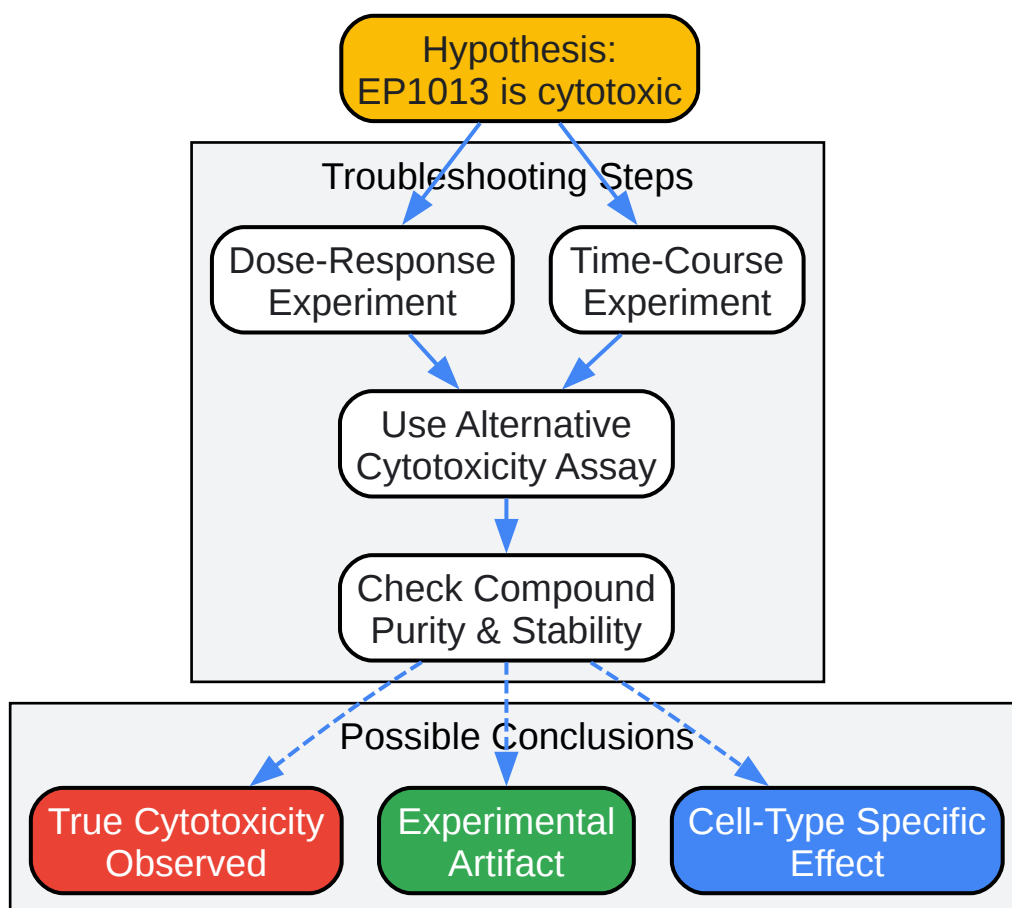 Hypothesis:
EP1013 is cytotoxic
Troubleshooting Steps
Dose-Response
Experiment
Time-Course
Experiment
Use Alternative
Cytotoxicity Assay
Check Compound
Purity & Stability
Possible Conclusions
True Cytotoxicity
Observed
Experimental
Artifact
Cell-Type Specific
Effect